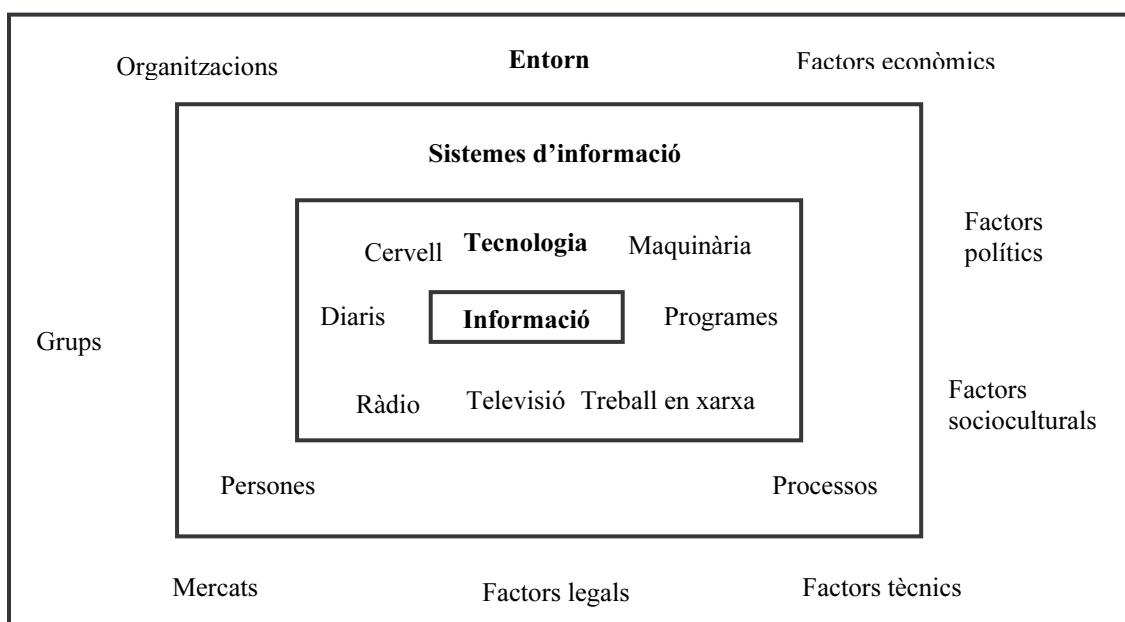 Organitzacions
Entorn
Factors econòmics
Sistemes d’informació
Factors
polítics
Cervell
Tecnologia
Maquinària
Diaris
Informació
Programes
Grups
Ràdio
Televisió
Treball en xarxa
Factors
socioculturals
Persones
Processos
Mercats
Factors legals
Factors tècnics